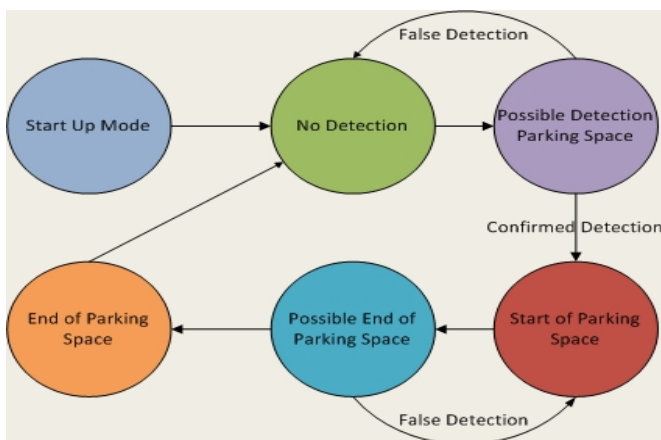 False Detection
Start Up Mode
No Detection
Possible Detection
Parking Space
Confirmed Detection
End of Parking
Space
Possible End of
Parking Space
Start of Parking
Space
False Detection